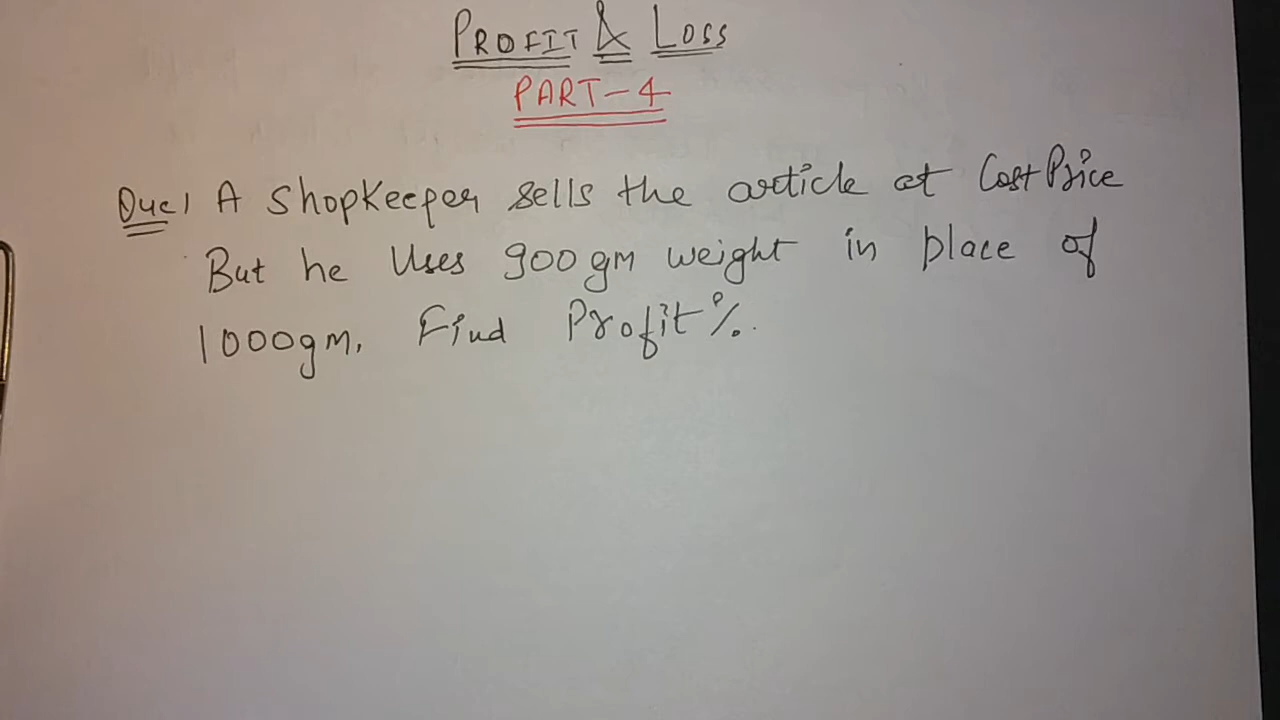 PROFIT & LOSS
PART-4
Que1 A Shopkeeper sells the article at Cost Price
But he Uses 900gm weight in place of
1000gm. Find Profit%.